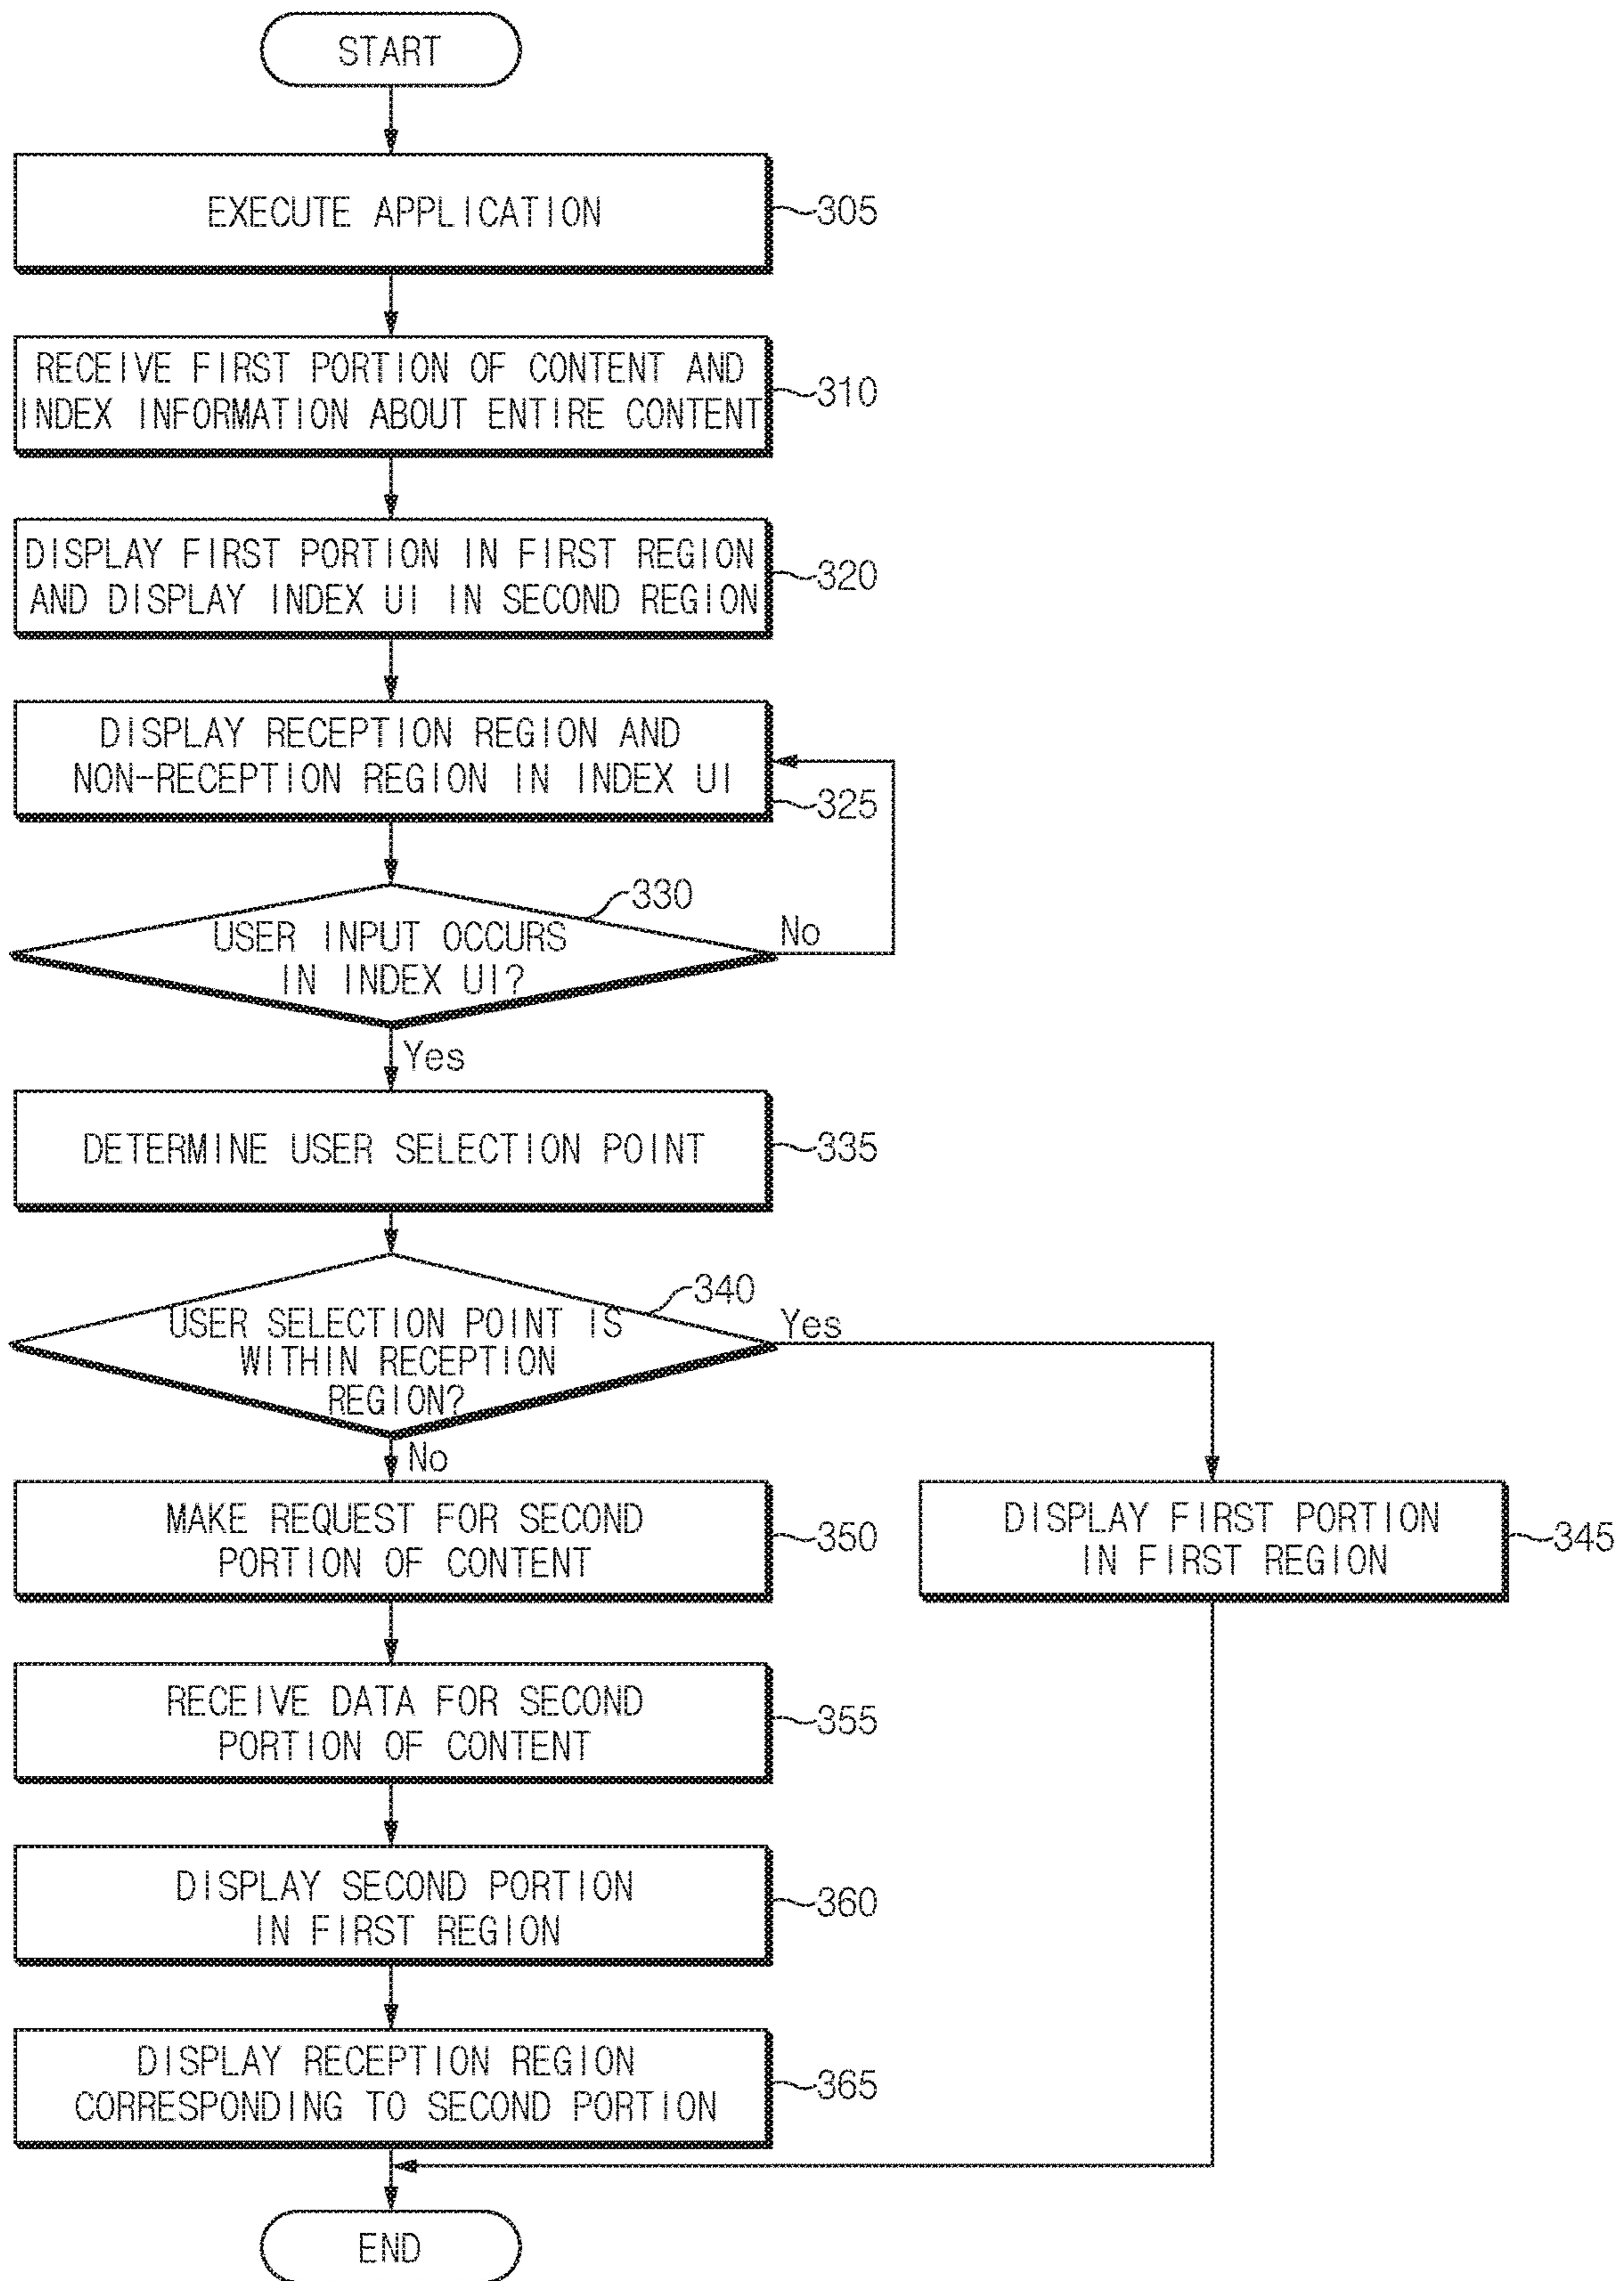 START
EXECUTE APPLICATION
305
RECEIVE FIRST PORTION OF CONTENT AND
INDEX INFORMATION ABOUT ENTIRE CONTENT
310
DISPLAY FIRST PORTION IN FIRST REGION
AND DISPLAY INDEX UI IN SECOND REGION
320
DISPLAY RECEPTION REGION AND
NON-RECEPTION REGION IN INDEX UI
325
330
USER INPUT OCCURS
IN INDEX UI?
No
Yes
DETERMINE USER SELECTION POINT
335
340
USER SELECTION POINT IS
WITHIN RECEPTION
REGION?
Yes
No
MAKE REQUEST FOR SECOND
PORTION OF CONTENT
350
DISPLAY FIRST PORTION
IN FIRST REGION
345
RECEIVE DATA FOR SECOND
PORTION OF CONTENT
355
DISPLAY SECOND PORTION
IN FIRST REGION
360
DISPLAY RECEPTION REGION
CORRESPONDING TO SECOND PORTION
365
END